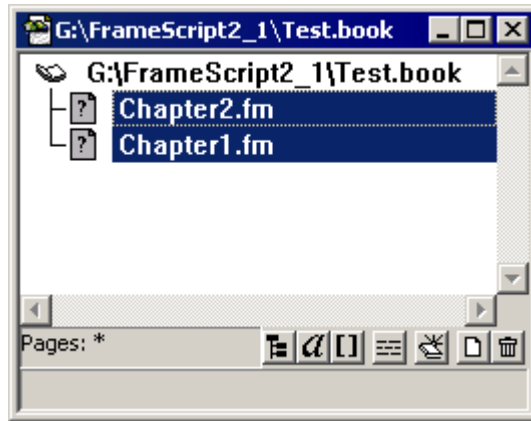 G:\FrameScript2_1\Test.book
G:\FrameScript2_1\Test.book
? Chapter2.fm
? Chapter1.fm
Pages: *
a []